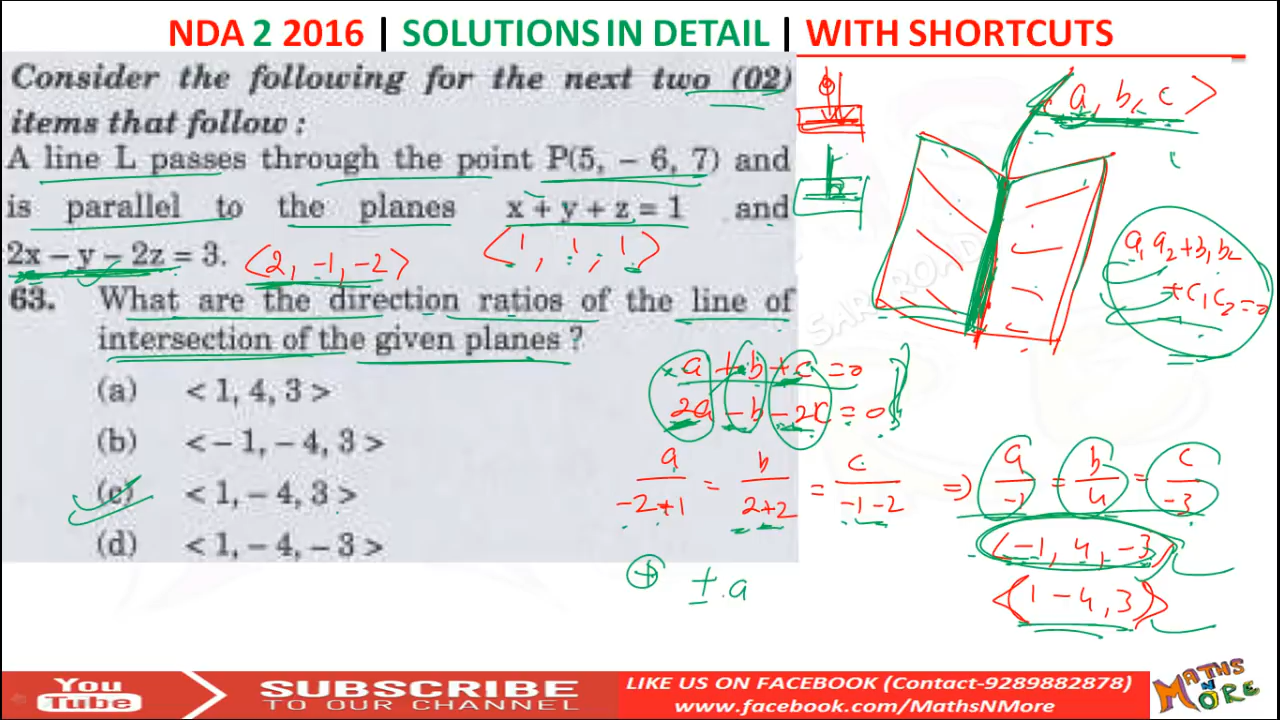 NDA 2 2016 | SOLUTIONS IN DETAIL | WITH SHORTCUTS
Consider the following for the next two (02)
items that follow :
A line L passes through the point P(5, – 6, 7) and
is parallel to the planes x + y + z = 1 and
2x – y – 2z = 3.
<2, -1, -2>
<1, 1, 1>
63. What are the direction ratios of the line of
intersection of the given planes ?
(a) < 1, 4, 3 >
(b) < – 1, – 4, 3 >
(c) < 1, – 4, 3 >
(d) < 1, – 4, – 3 >
<a, b, c>
a₁a₂+b₁b₂
+c₁c₂=0
a+b+c=0
2a-b-2c=0
a/-2+1 = b/2+2 = c/-1-2 ⇒ a/-1 = b/4 = c/-3
<-1, 4, -3>
<1 -4, 3>
+ ±a
You
Tube
SUBSCRIBE
TO OUR YOUTUBE CHANNEL
LIKE US ON FACEBOOK (Contact-9289882878)
www.facebook.com/MathsNMore
MATHS
N
MORE